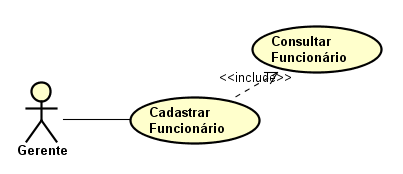 Consultar
Funcionário
<<include>>
Cadastrar
Funcionário
Gerente